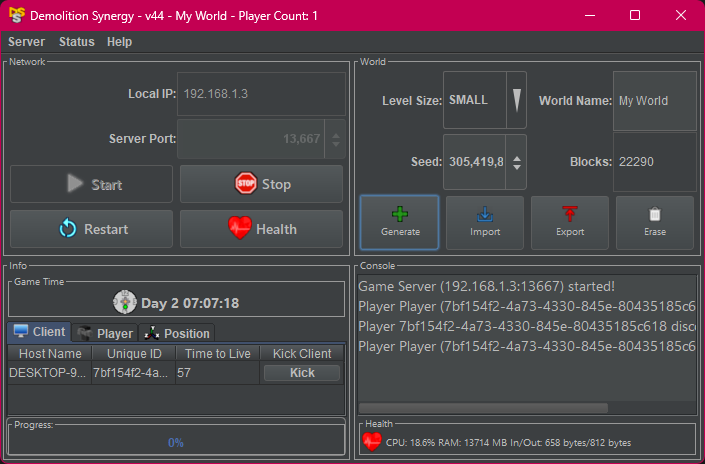 Demolition Synergy - v44 - My World - Player Count: 1
Server Status Help
Network
Local IP: 192.168.1.3
Server Port: 13,667
Start
Stop
Restart
Health
World
Level Size: SMALL
World Name: My World
Seed: 305,419,8
Blocks: 22290
Generate
Import
Export
Erase
Info
Game Time
Day 2 07:07:18
Client Player Position
Host Name Unique ID Time to Live Kick Client
DESKTOP-9... 7bf154f2-4a... 57 Kick
Progress:
0%
Console
Game Server (192.168.1.3:13667) started!
Player Player (7bf154f2-4a73-4330-845e-80435185c6
Player 7bf154f2-4a73-4330-845e-80435185c618 disc
Player Player (7bf154f2-4a73-4330-845e-80435185c6
Health
CPU: 18.6% RAM: 13714 MB In/Out: 658 bytes/812 bytes